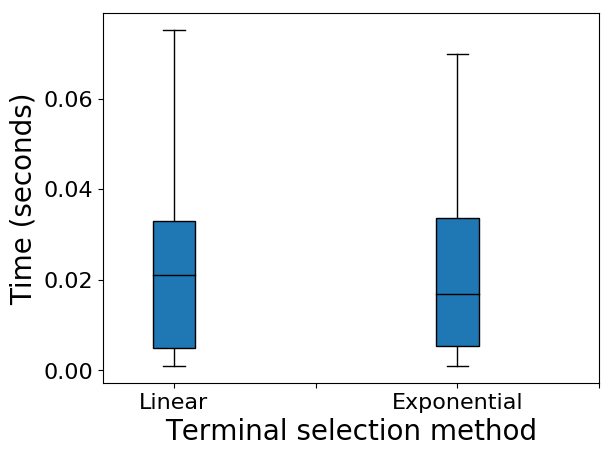 Time (seconds)
0.06
0.04
0.02
0.00
Linear
Exponential
Terminal selection method